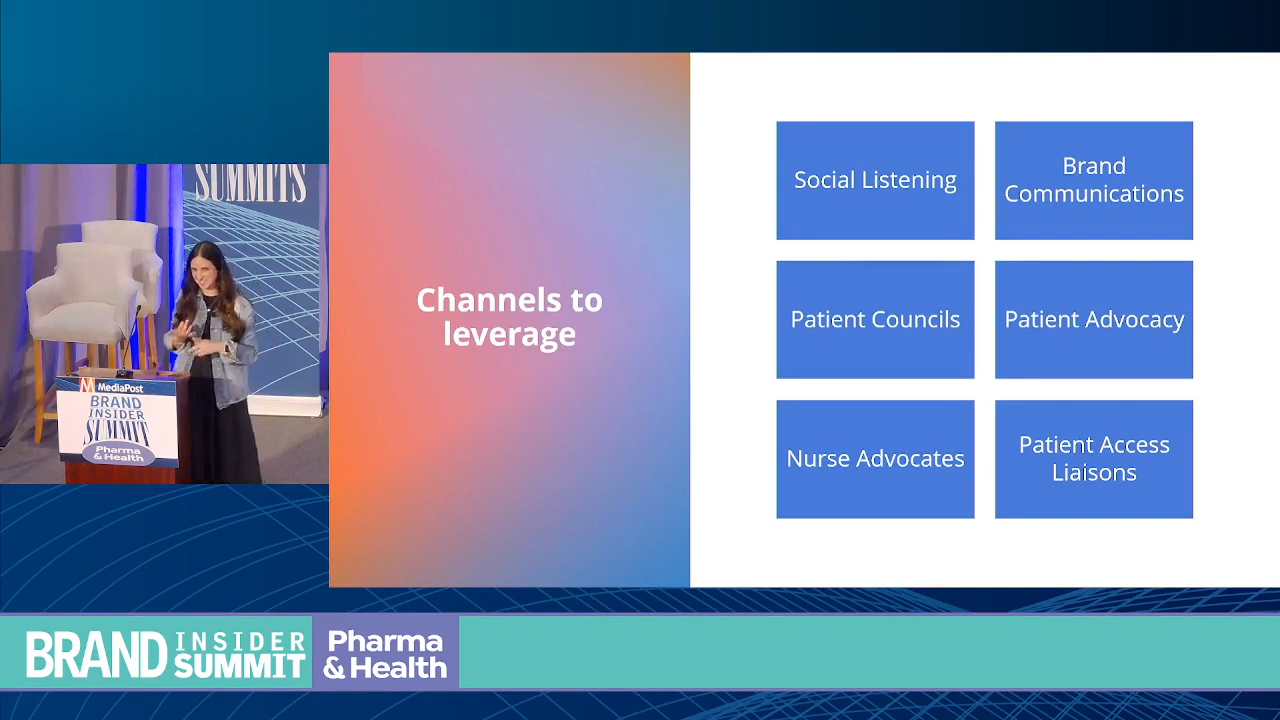 SUMMITS
MediaPost
BRAND
INSIDER
SUMMIT
Pharma
& Health
Channels to
leverage
Social Listening
Brand
Communications
Patient Councils
Patient Advocacy
Nurse Advocates
Patient Access
Liaisons
BRAND INSIDER
SUMMIT
Pharma
& Health